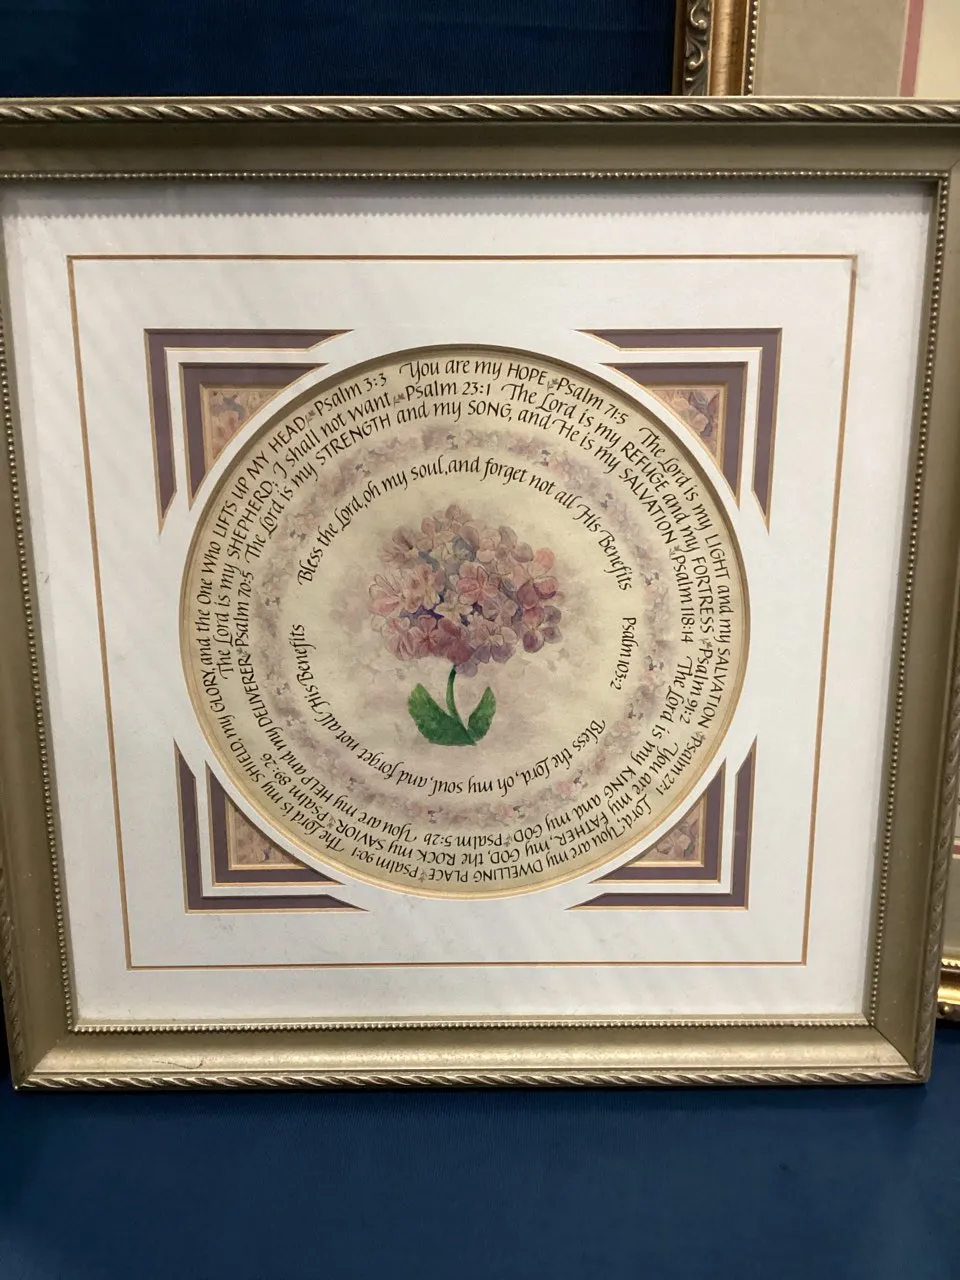 You are my HOPE Psalm 71:5 The Lord is my LIGHT and my SALVATION Psalm 27:1 Lord, You are my DWELLING PLACE Psalm 90:1 The Lord is my SHIELD, my GLORY, and the One who LIFTS UP MY HEAD Psalm 3:3
The Lord is my SHEPHERD, I shall not want Psalm 23:1 The Lord is my REFUGE and my FORTRESS Psalm 91:2 You are my FATHER, my GOD, the ROCK my SAVIOR Psalm 89:26
The Lord is my STRENGTH and my SONG, and He is my SALVATION Psalm 118:14 The Lord is my KING and my GOD Psalm 5:2b You are my HELP and my DELIVERER Psalm 70:5
Bless the Lord, oh my soul, and forget not all His Benefits
Psalm 103:2
Bless the Lord, oh my soul, and forget not all His Benefits